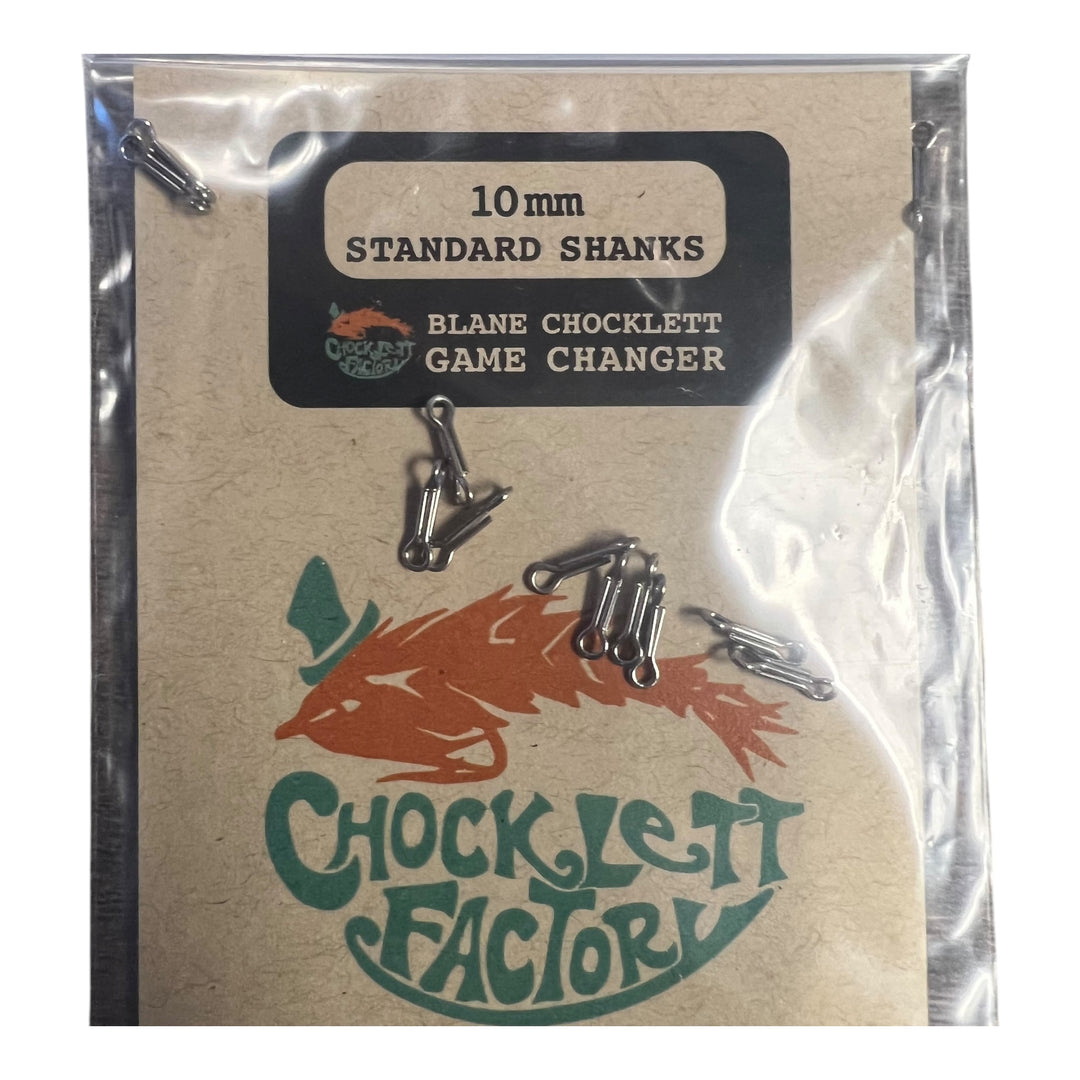 10mm
STANDARD SHANKS
BLANE CHOCKLETT
GAME CHANGER
CHOCKLETT
FACTORY
CHOCKLETT
FACTORY